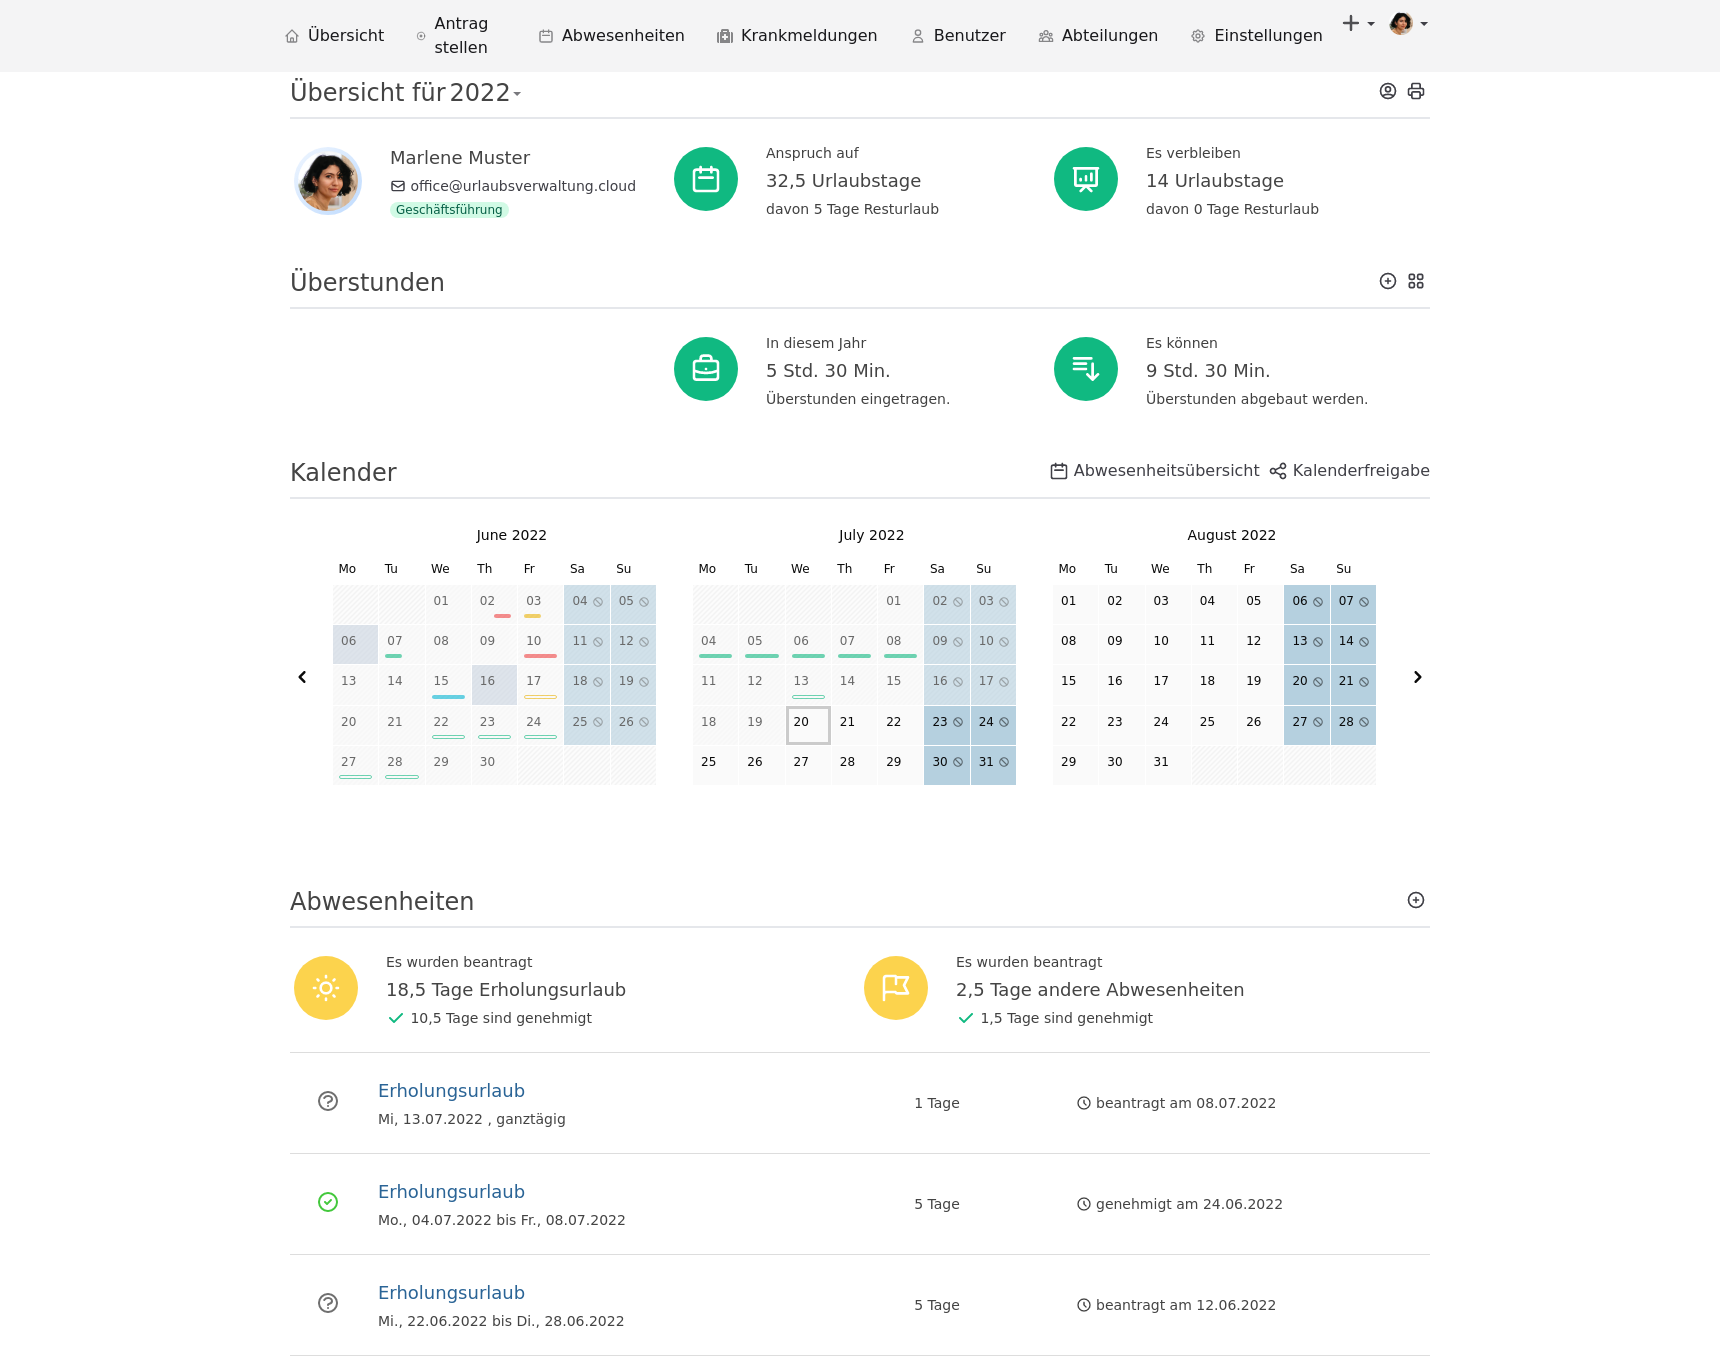 Übersicht
Antrag stellen
Abwesenheiten
Krankmeldungen
Benutzer
Abteilungen
Einstellungen
Übersicht für 2022
Marlene Muster
office@urlaubsverwaltung.cloud
Geschäftsführung
Anspruch auf
32,5 Urlaubstage
davon 5 Tage Resturlaub
Es verbleiben
14 Urlaubstage
davon 0 Tage Resturlaub
Überstunden
In diesem Jahr
5 Std. 30 Min.
Überstunden eingetragen.
Es können
9 Std. 30 Min.
Überstunden abgebaut werden.
Kalender
Abwesenheitsübersicht
Kalenderfreigabe
June 2022
Mo Tu We Th Fr Sa Su
01 02 03 04 05
06 07 08 09 10 11 12
13 14 15 16 17 18 19
20 21 22 23 24 25 26
27 28 29 30
July 2022
Mo Tu We Th Fr Sa Su
01 02 03
04 05 06 07 08 09 10
11 12 13 14 15 16 17
18 19 20 21 22 23 24
25 26 27 28 29 30 31
August 2022
Mo Tu We Th Fr Sa Su
01 02 03 04 05 06 07
08 09 10 11 12 13 14
15 16 17 18 19 20 21
22 23 24 25 26 27 28
29 30 31
Abwesenheiten
Es wurden beantragt
18,5 Tage Erholungsurlaub
10,5 Tage sind genehmigt
Es wurden beantragt
2,5 Tage andere Abwesenheiten
1,5 Tage sind genehmigt
Erholungsurlaub
Mi, 13.07.2022 , ganztägig
1 Tage
beantragt am 08.07.2022
Erholungsurlaub
Mo., 04.07.2022 bis Fr., 08.07.2022
5 Tage
genehmigt am 24.06.2022
Erholungsurlaub
Mi., 22.06.2022 bis Di., 28.06.2022
5 Tage
beantragt am 12.06.2022